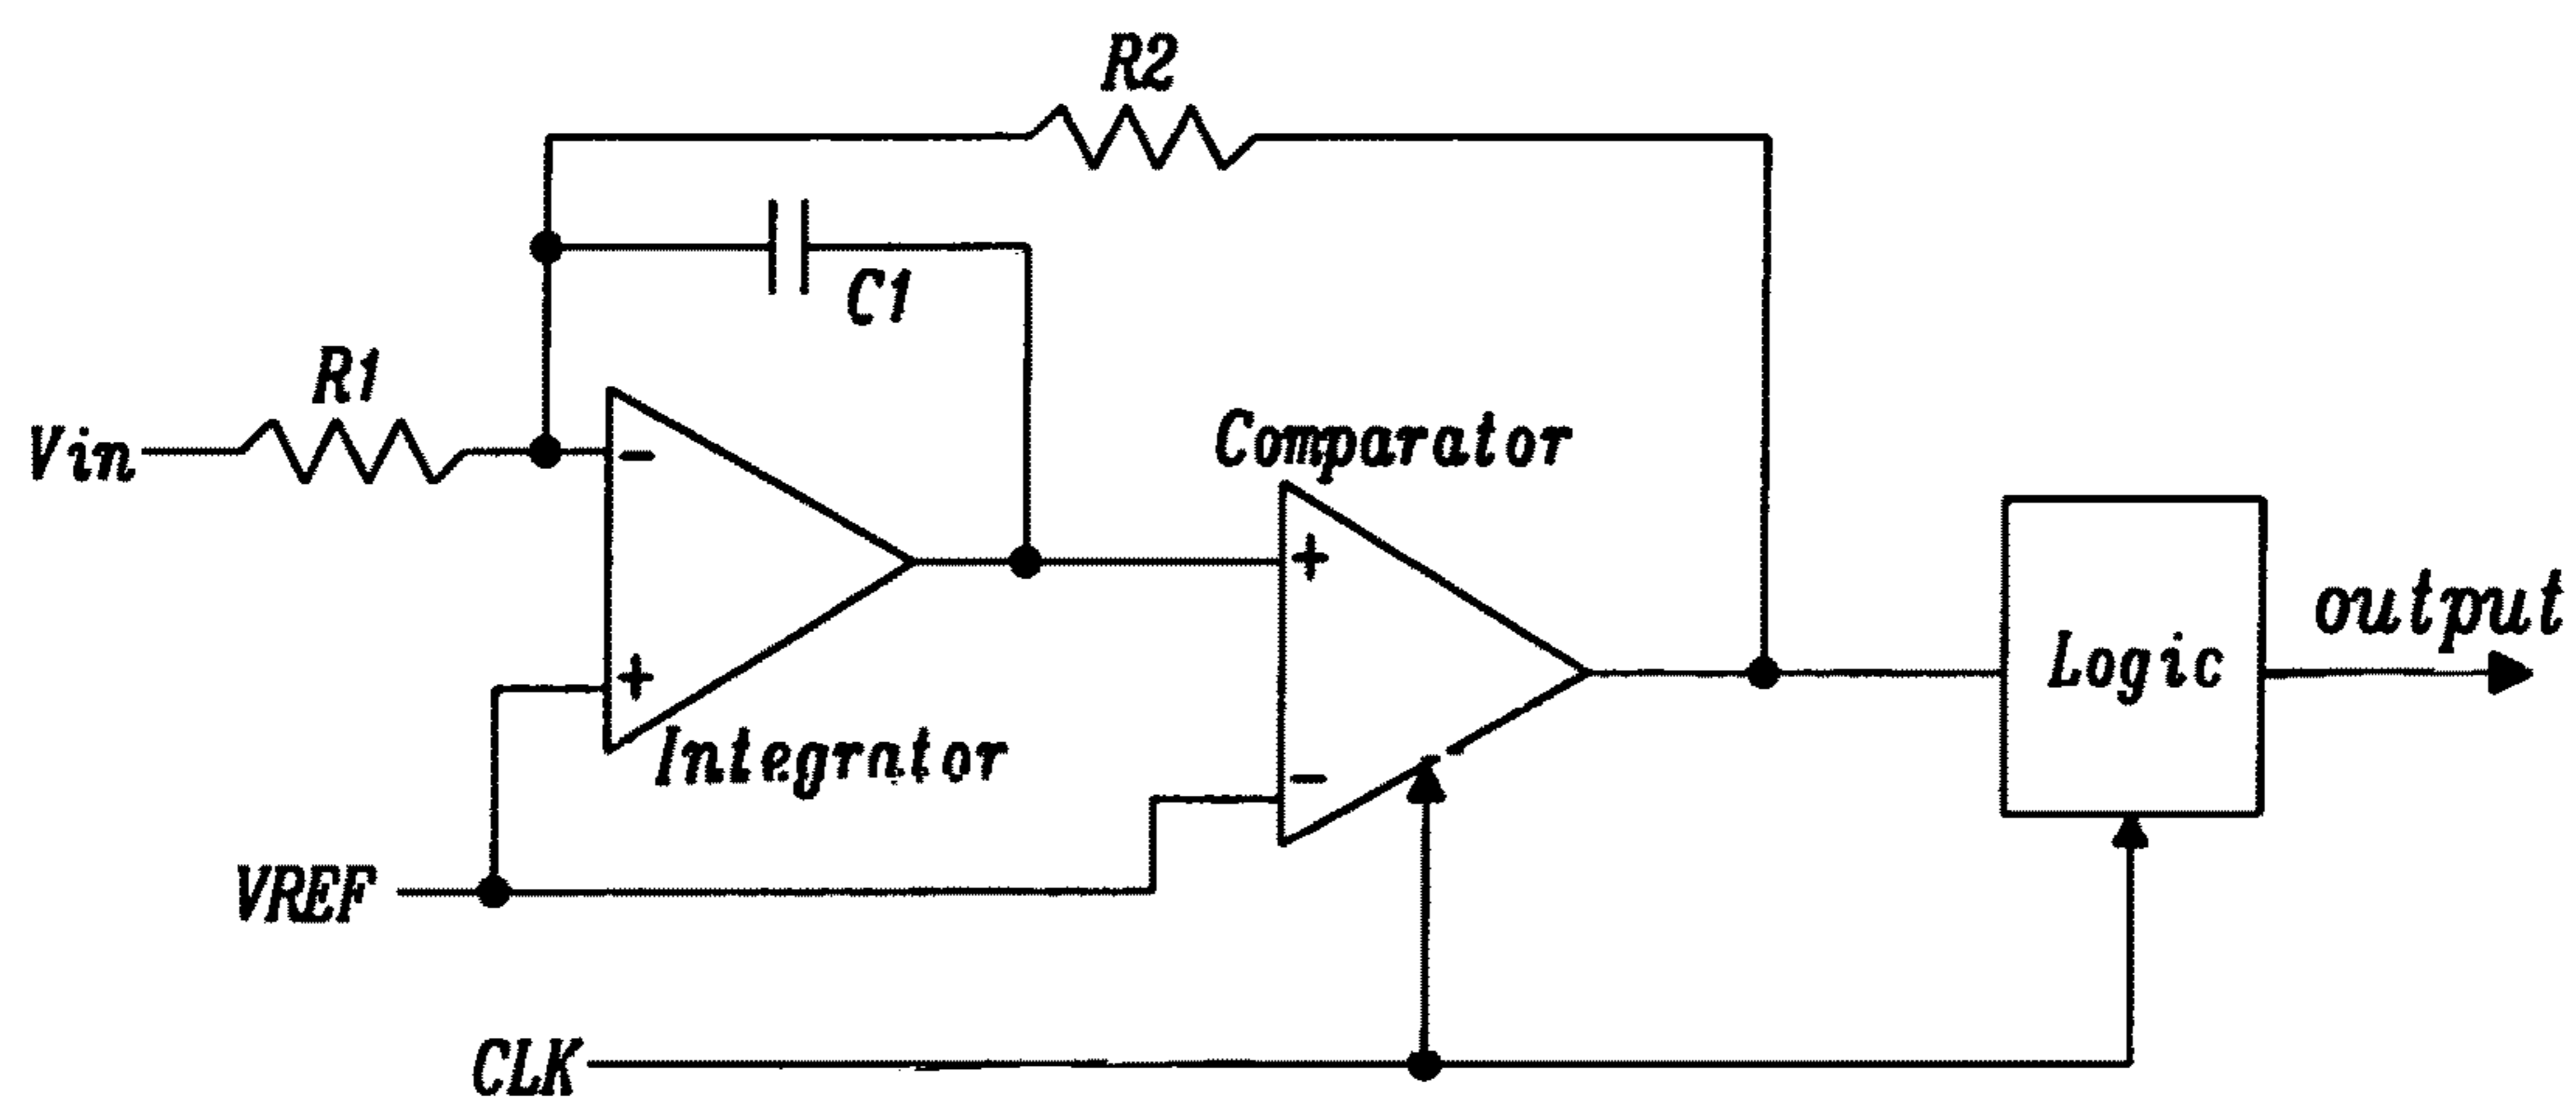 R2
C1
R1
Vin
-
Comparator
+
output
Logic
+
Integrator
-
VREF
CLK